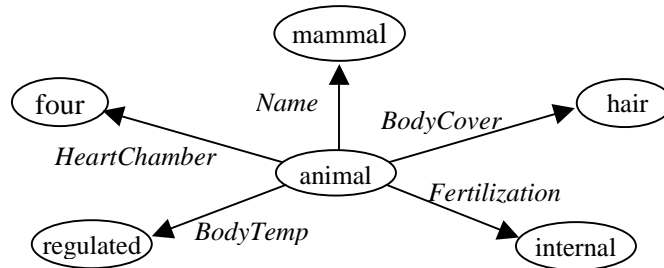 mammal
four
Name
hair
BodyCover
HeartChamber
animal
Fertilization
BodyTemp
regulated
internal